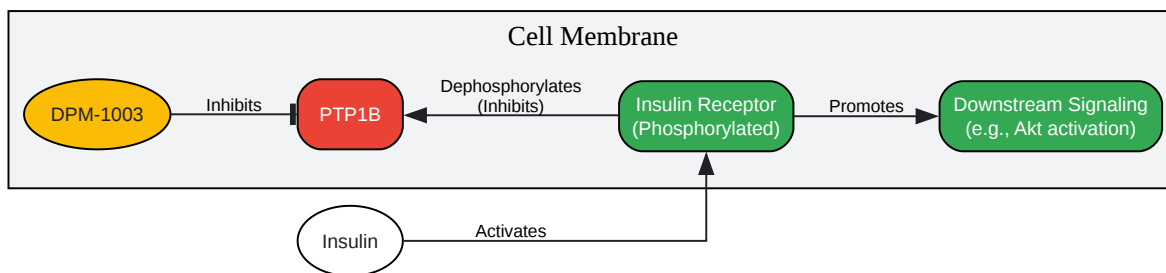 Cell Membrane
DPM-1003
Inhibits
PTP1B
Dephosphorylates
(Inhibits)
Insulin Receptor
(Phosphorylated)
Promotes
Downstream Signaling
(e.g., Akt activation)
Insulin
Activates